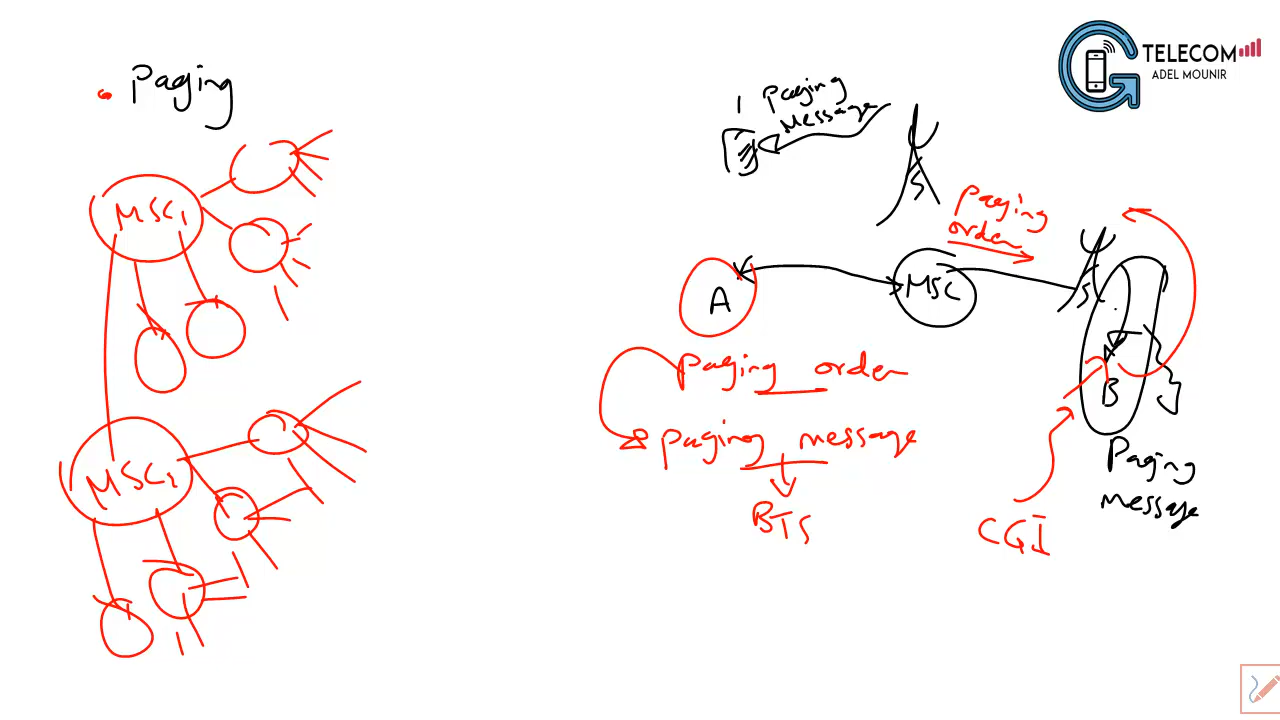 TELECOM
ADEL MOUNIR
Paging
1 Paging
Message
MSC1
Paging
order
A
MSC
B
Paging order
Paging message
BTS
CGI
Paging
message
MSC1